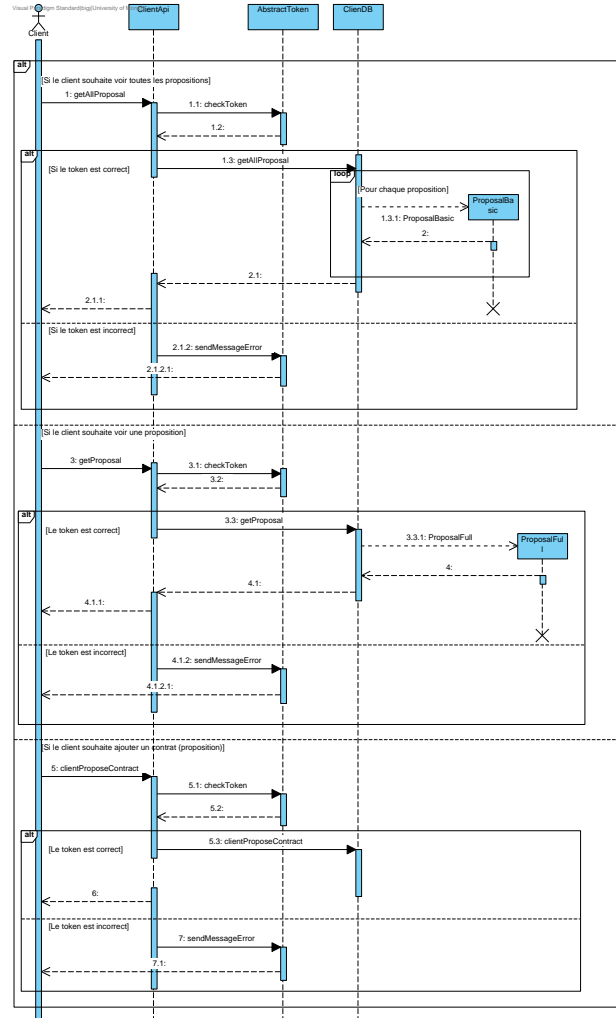 Visual Paradigm Standard(bigj(University of
Client
ClientApi
AbstractToken
ClienDB
alt
[Si le client souhaite voir toutes les propositions]
1: getAllProposal
1.1: checkToken
1.2:
alt
[Si le token est correct]
1.3: getAllProposal
loop
[Pour chaque proposition]
ProposalBa
sic
1.3.1: ProposalBasic
2:
2.1:
2.1.1:
[Si le token est incorrect]
2.1.2: sendMessageError
2.1.2.1:
[Si le client souhaite voir une proposition]
3: getProposal
3.1: checkToken
3.2:
alt
[Le token est correct]
3.3: getProposal
3.3.1: ProposalFull
ProposalFul
l
4:
4.1:
4.1.1:
[Le token est incorrect]
4.1.2: sendMessageError
4.1.2.1:
[Si le client souhaite ajouter un contrat (proposition)]
5: clientProposeContract
5.1: checkToken
5.2:
alt
[Le token est correct]
5.3: clientProposeContract
6:
[Le token est incorrect]
7: sendMessageError
7.1: